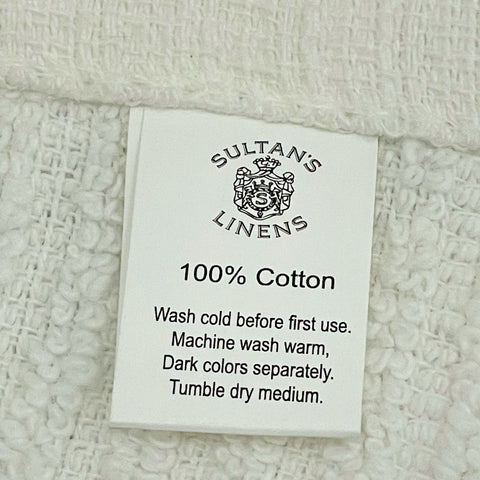 SULTAN'S
S
LINENS
100% Cotton
Wash cold before first use.
Machine wash warm,
Dark colors separately.
Tumble dry medium.